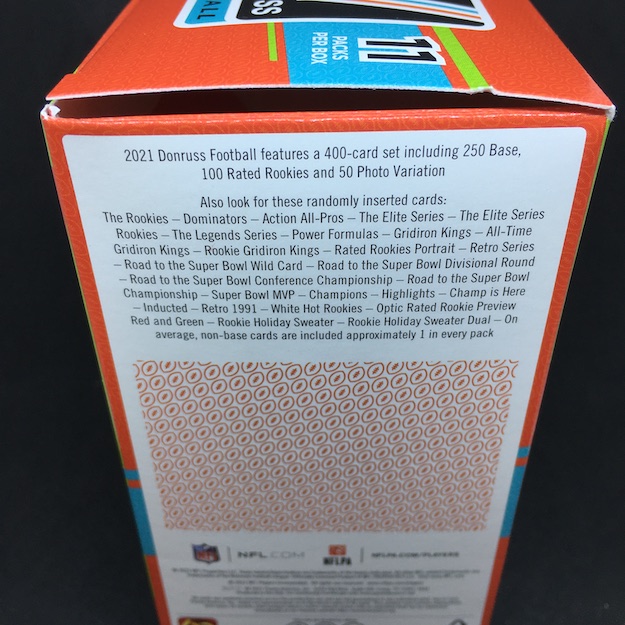 ALL
SS
11
PACKS
PER BOX
2021 Donruss Football features a 400-card set including 250 Base,
100 Rated Rookies and 50 Photo Variation
Also look for these randomly inserted cards:
The Rookies – Dominators – Action All-Pros – The Elite Series – The Elite Series
Rookies – The Legends Series – Power Formulas – Gridiron Kings – All-Time
Gridiron Kings – Rookie Gridiron Kings – Rated Rookies Portrait – Retro Series
– Road to the Super Bowl Wild Card – Road to the Super Bowl Divisional Round
– Road to the Super Bowl Conference Championship – Road to the Super Bowl
Championship – Super Bowl MVP – Champions – Highlights – Champ is Here
– Inducted – Retro 1991 – White Hot Rookies – Optic Rated Rookie Preview
Red and Green – Rookie Holiday Sweater – Rookie Holiday Sweater Dual – On
average, non-base cards are included approximately 1 in every pack
NFL
NFL.COM
NFLPA
NFLPA.COM/PLAYERS